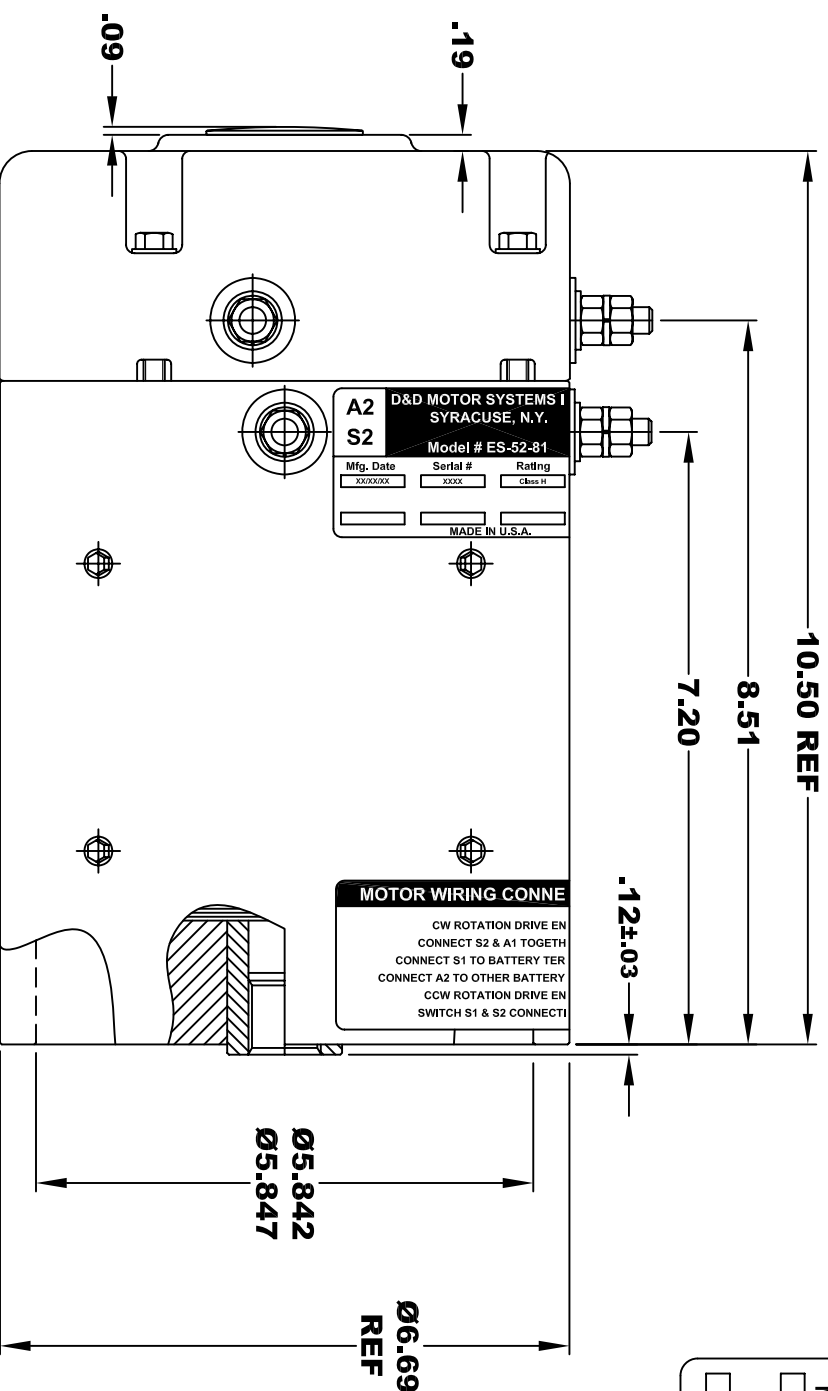 .09
.19
10.50 REF
8.51
7.20
.12±.03
A2
S2
D&D MOTOR SYSTEMS I
SYRACUSE, N.Y.
Model # ES-52-81
Mfg. Date Serial # Rating
XX/XX/XX XXXX Class H
MADE IN U.S.A.
MOTOR WIRING CONNE
CW ROTATION DRIVE EN
CONNECT S2 & A1 TOGETH
CONNECT S1 TO BATTERY TER
CONNECT A2 TO OTHER BATTERY
CCW ROTATION DRIVE EN
SWITCH S1 & S2 CONNECTI
Ø5.842
Ø5.847
Ø6.69
REF